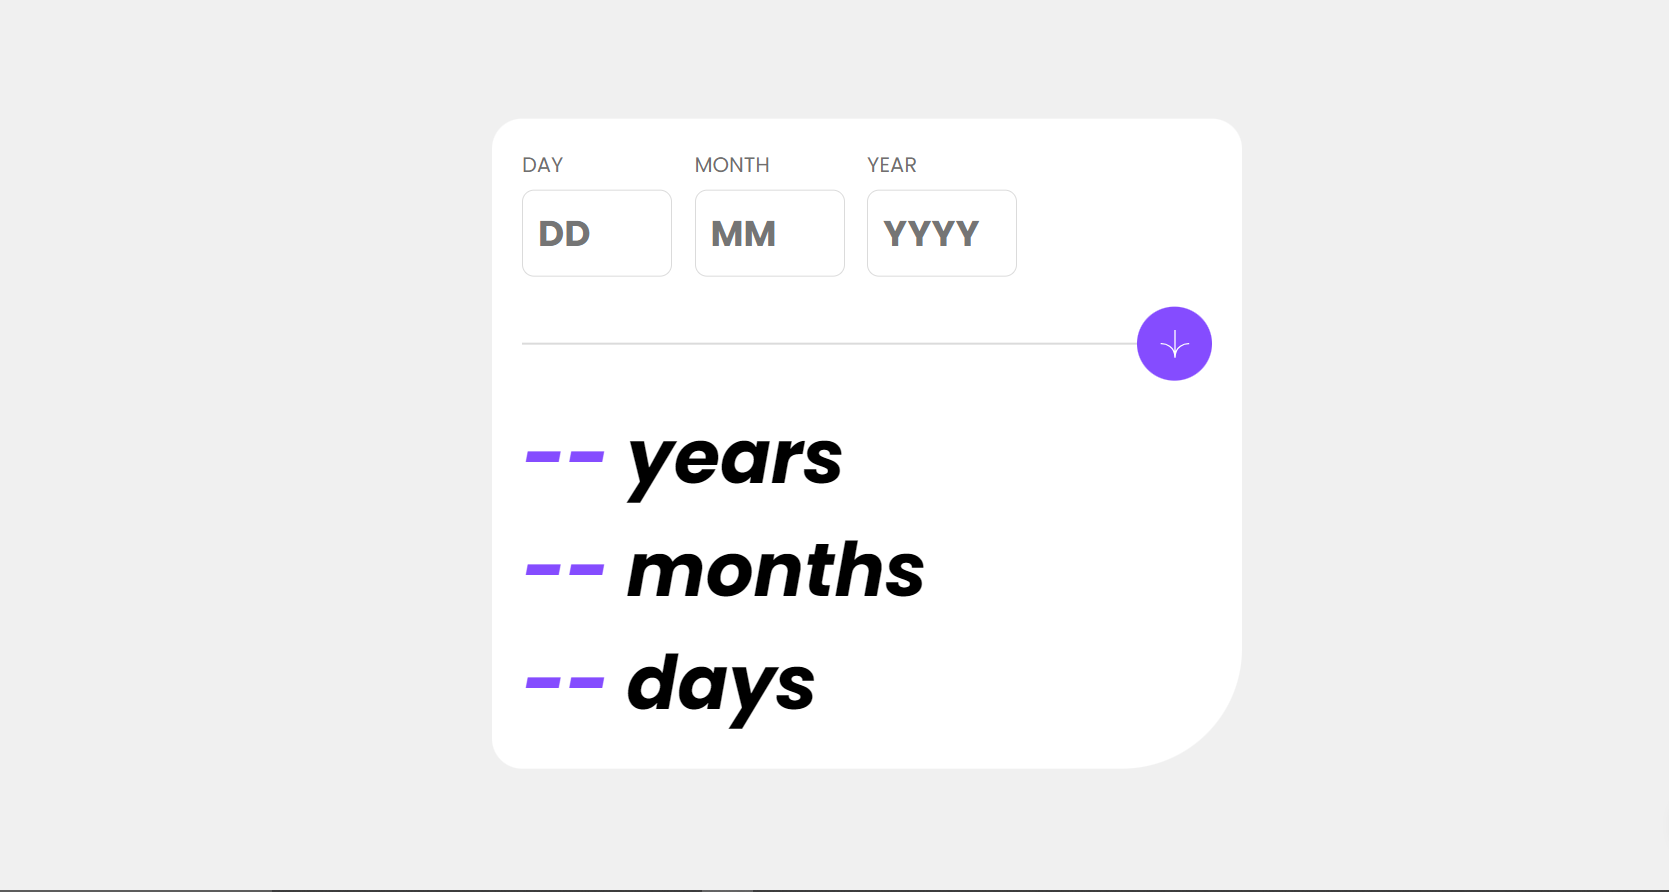 DAY MONTH YEAR
DD MM YYYY
-- years
-- months
-- days